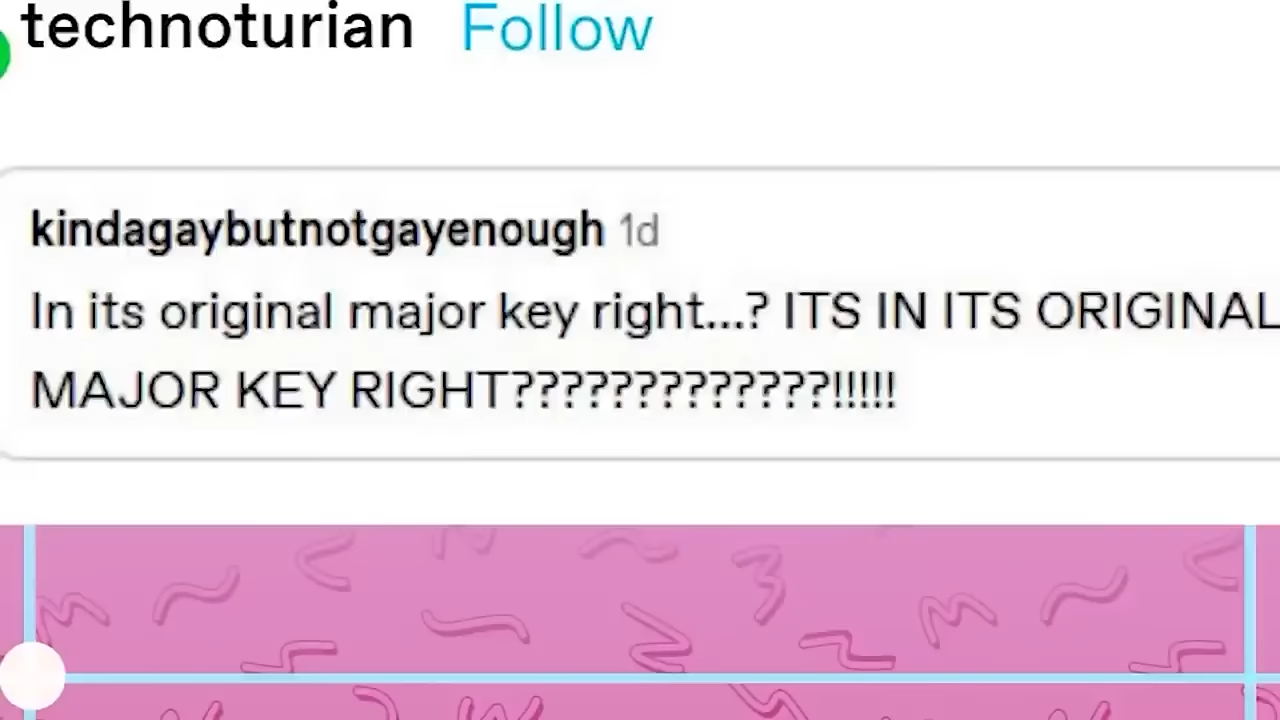 technoturian Follow
kindagaybutnotgayenough 1d
In its original major key right...? ITS IN ITS ORIGINAL
MAJOR KEY RIGHT?????????????!!!!!